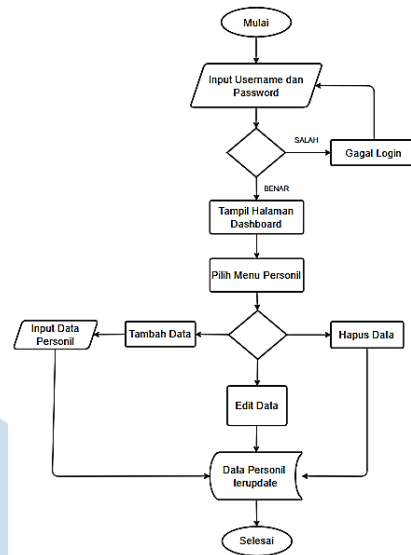 Mulai
Input Username dan
Password
SALAH
Gagal Login
BENAR
Tampil Halaman
Dashboard
Pilih Menu Personil
Input Data
Personil
Tambah Data
Hapus Data
Edit Data
Data Personil
terupdate
Selesai